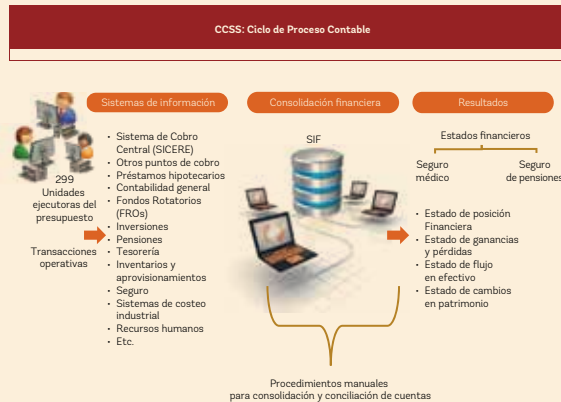 CCSS: Ciclo de Proceso Contable
299
Unidades
ejecutoras del
presupuesto
Transacciones
operativas
Sistemas de información
• Sistema de Cobro
Central (SICERE)
• Otros puntos de cobro
• Préstamos hipotecarios
• Contabilidad general
• Fondos Rotatorios
(FROs)
• Inversiones
• Pensiones
• Tesorería
• Inventarios y
aprovisionamientos
• Seguro
• Sistemas de costeo
industrial
• Recursos humanos
• Etc.
Consolidación financiera
SIF
Resultados
Estados financieros
Seguro
médico
Seguro
de pensiones
• Estado de posición
Financiera
• Estado de ganancias
y pérdidas
• Estado de flujo
en efectivo
• Estado de cambios
en patrimonio
Procedimientos manuales
para consolidación y conciliación de cuentas